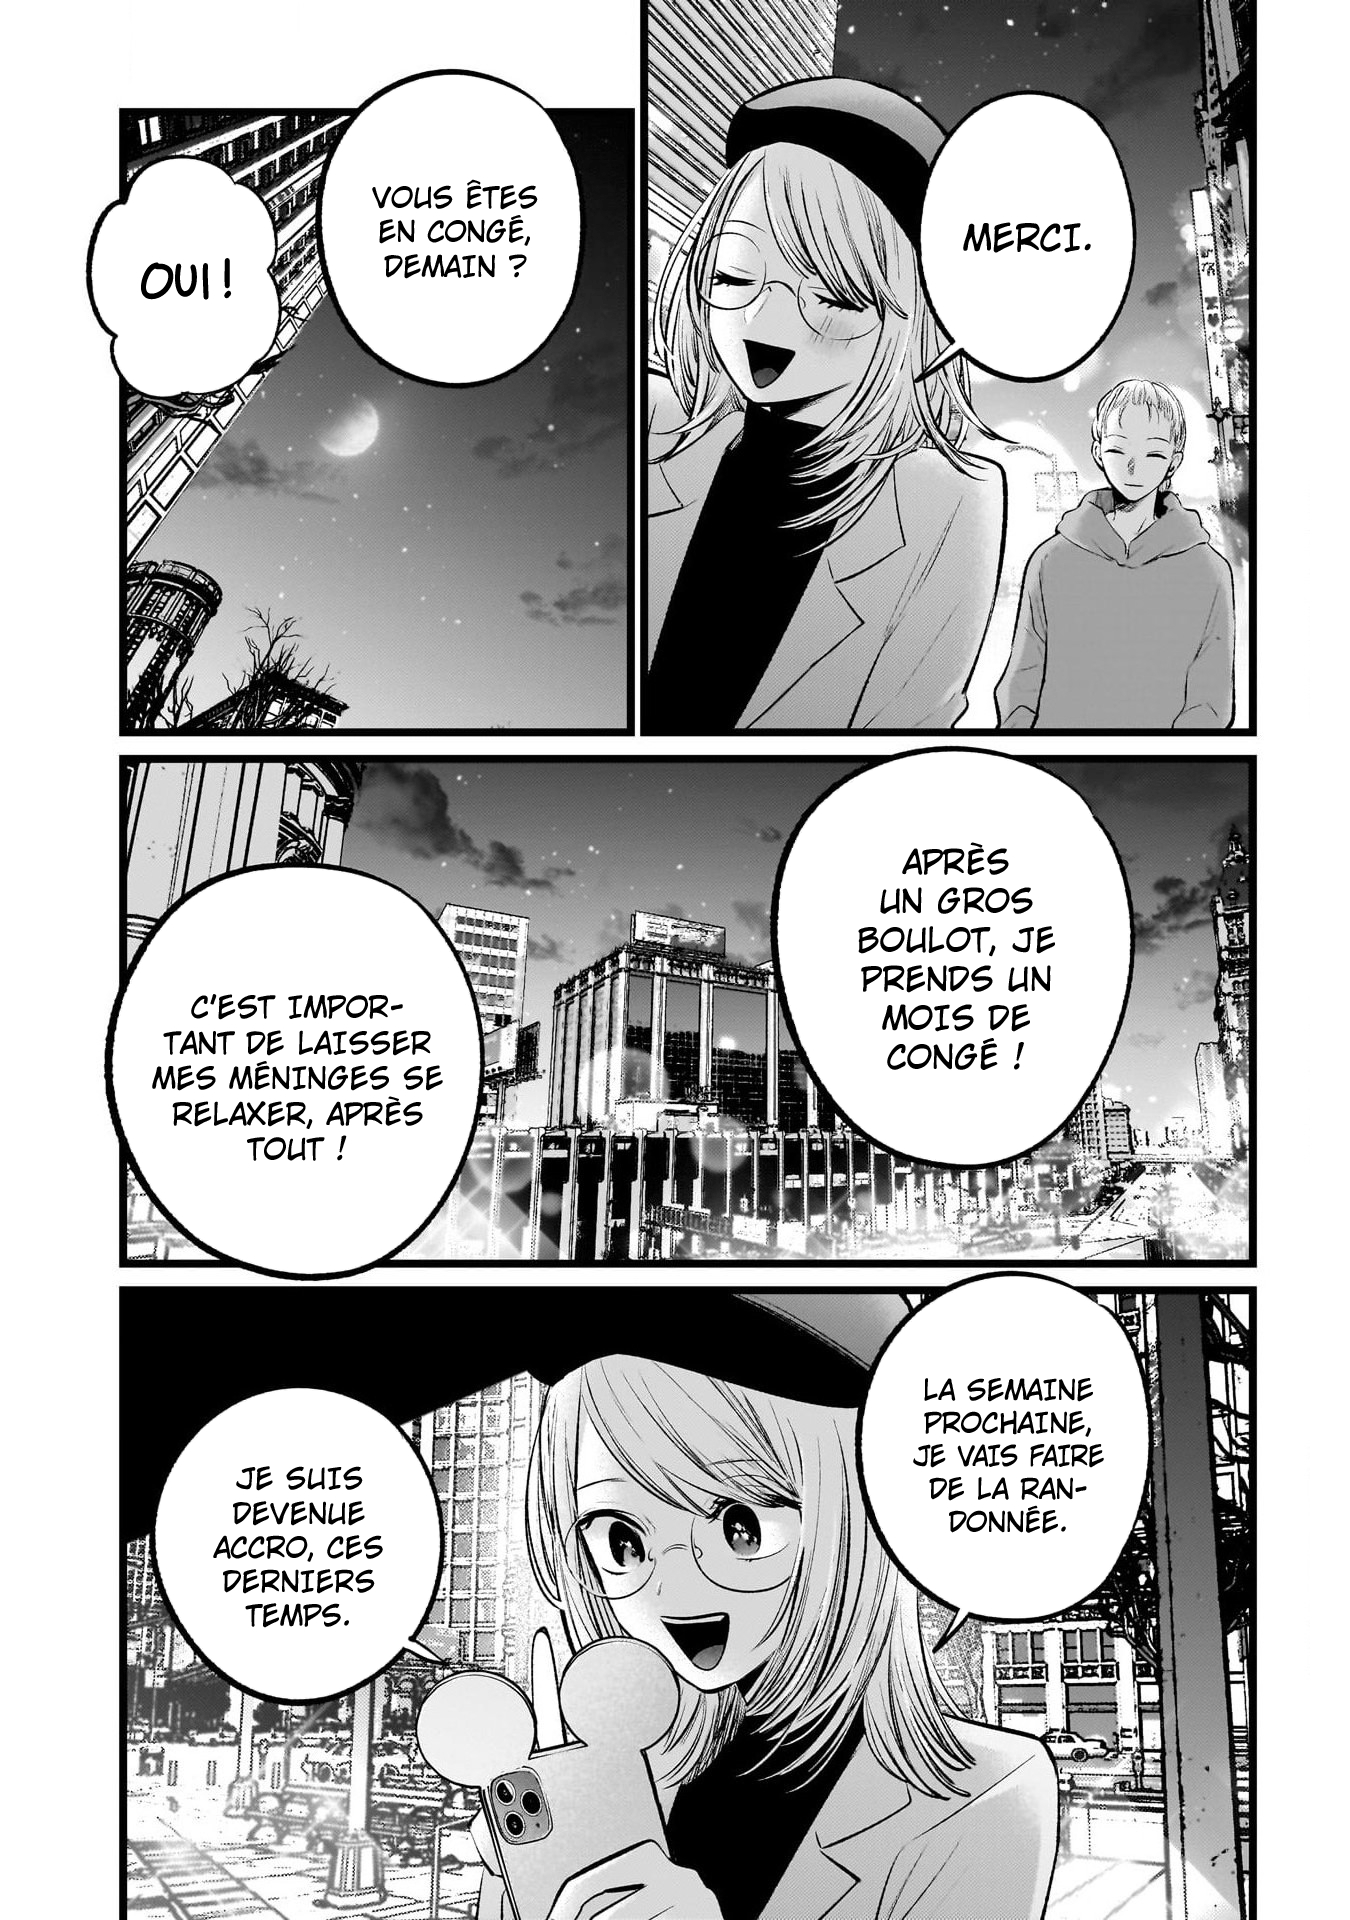 MERCI.
VOUS ÊTES
EN CONGÉ,
DEMAIN ?
OUI !
APRÈS
UN GROS
BOULOT, JE
PRENDS UN
MOIS DE
CONGÉ !
C'EST IMPOR-
TANT DE LAISSER
MES MÉNINGES SE
RELAXER, APRÈS
TOUT !
LA SEMAINE
PROCHAINE,
JE VAIS FAIRE
DE LA RAN-
DONNÉE.
JE SUIS
DEVENUE
ACCRO, CES
DERNIERS
TEMPS.